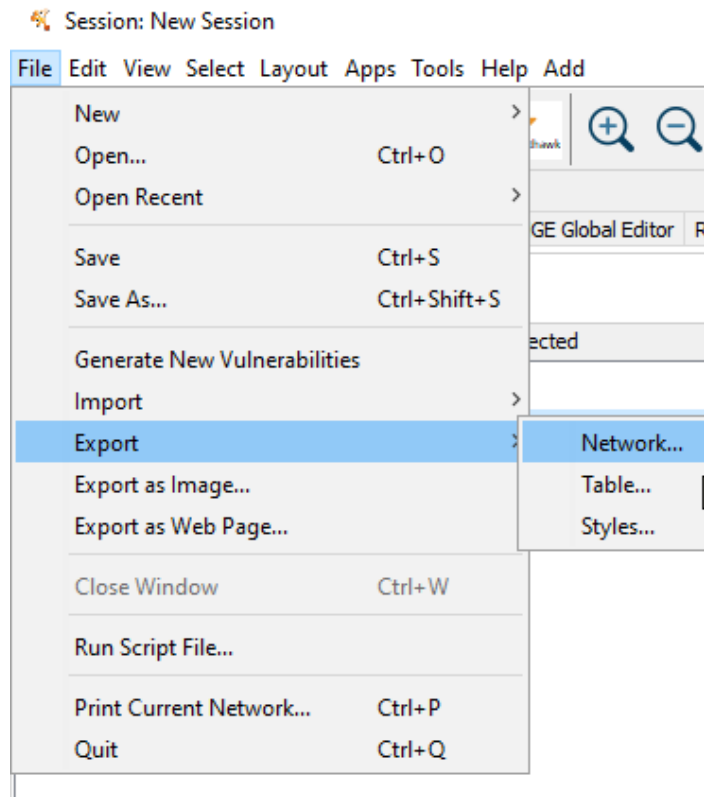 Session: New Session
File Edit View Select Layout Apps Tools Help Add
New
Open... Ctrl+O
Open Recent
GE Global Editor
Save Ctrl+S
Save As... Ctrl+Shift+S
Generate New Vulnerabilities
Import
Export
Network...
Export as Image...
Table...
Export as Web Page...
Styles...
Close Window Ctrl+W
Run Script File...
Print Current Network... Ctrl+P
Quit Ctrl+Q